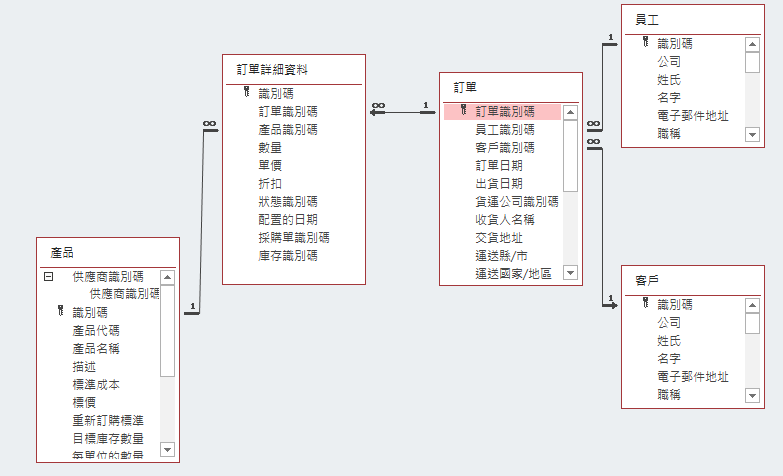 員工
識別碼
公司
姓氏
名字
電子郵件地址
職稱
1
訂單詳細資料
識別碼
訂單識別碼
產品識別碼
數量
單價
折扣
狀態識別碼
配置的日期
採購單識別碼
庫存識別碼
∞
∞
1
訂單
訂單識別碼
員工識別碼
客戶識別碼
訂單日期
出貨日期
貨運公司識別碼
收貨人名稱
交貨地址
運送縣/市
運送國家/地區
∞
∞
產品
供應商識別碼
供應商識別碼
識別碼
產品代碼
產品名稱
描述
標準成本
標價
重新訂購標準
目標庫存數量
每單位的數量
1
客戶
識別碼
公司
姓氏
名字
電子郵件地址
職稱
1